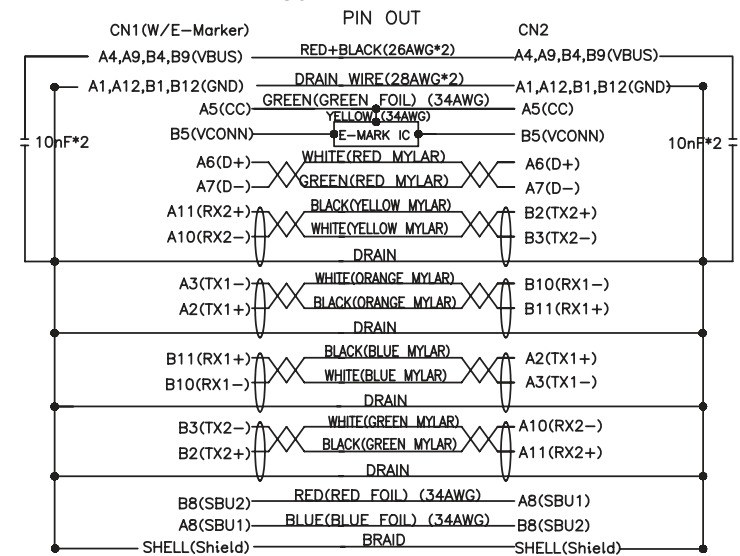 PIN OUT
CN1(W/E-Marker) CN2
A4,A9,B4,B9(VBUS) RED+BLACK(26AWG*2) A4,A9,B4,B9(VBUS)
A1,A12,B1,B12(GND) DRAIN WIRE(28AWG*2) A1,A12,B1,B12(GND)
A5(CC) GREEN(GREEN FOIL) (34AWG) A5(CC)
YELLOW(34AWG)
B5(VCONN) E-MARK IC B5(VCONN)
10nF*2 10nF*2
A6(D+) WHITE(RED MYLAR) A6(D+)
A7(D-) GREEN(RED MYLAR) A7(D-)
A11(RX2+) BLACK(YELLOW MYLAR) B2(TX2+)
A10(RX2-) WHITE(YELLOW MYLAR) B3(TX2-)
DRAIN
A3(TX1-) WHITE(ORANGE MYLAR) B10(RX1-)
A2(TX1+) BLACK(ORANGE MYLAR) B11(RX1+)
DRAIN
B11(RX1+) BLACK(BLUE MYLAR) A2(TX1+)
B10(RX1-) WHITE(BLUE MYLAR) A3(TX1-)
DRAIN
B3(TX2-) WHITE(GREEN MYLAR) A10(RX2-)
B2(TX2+) BLACK(GREEN MYLAR) A11(RX2+)
DRAIN
B8(SBU2) RED(RED FOIL) (34AWG) A8(SBU1)
A8(SBU1) BLUE(BLUE FOIL) (34AWG) B8(SBU2)
SHELL(Shield) BRAID SHELL(Shield)